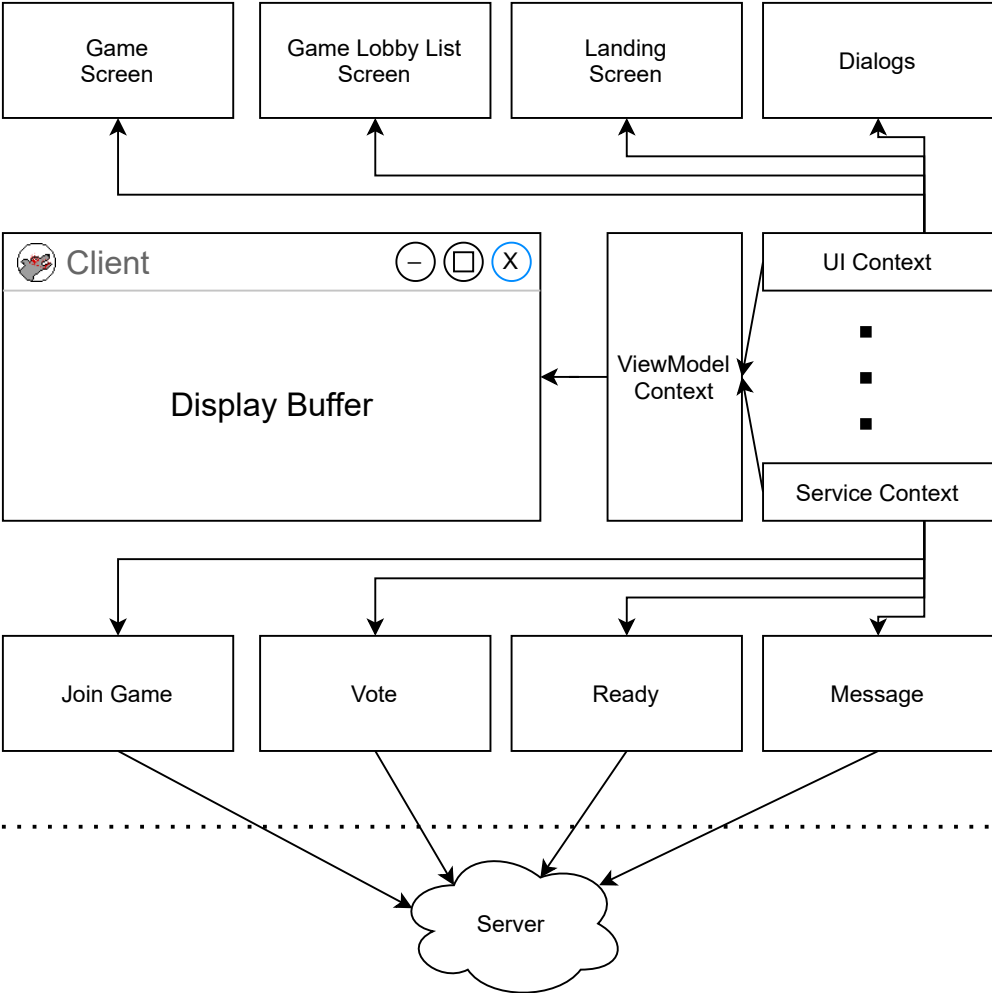 Game
Screen
Game Lobby List
Screen
Landing
Screen
Dialogs
Client
X
UI Context
Display Buffer
ViewModel
Context
Service Context
Join Game
Vote
Ready
Message
Server